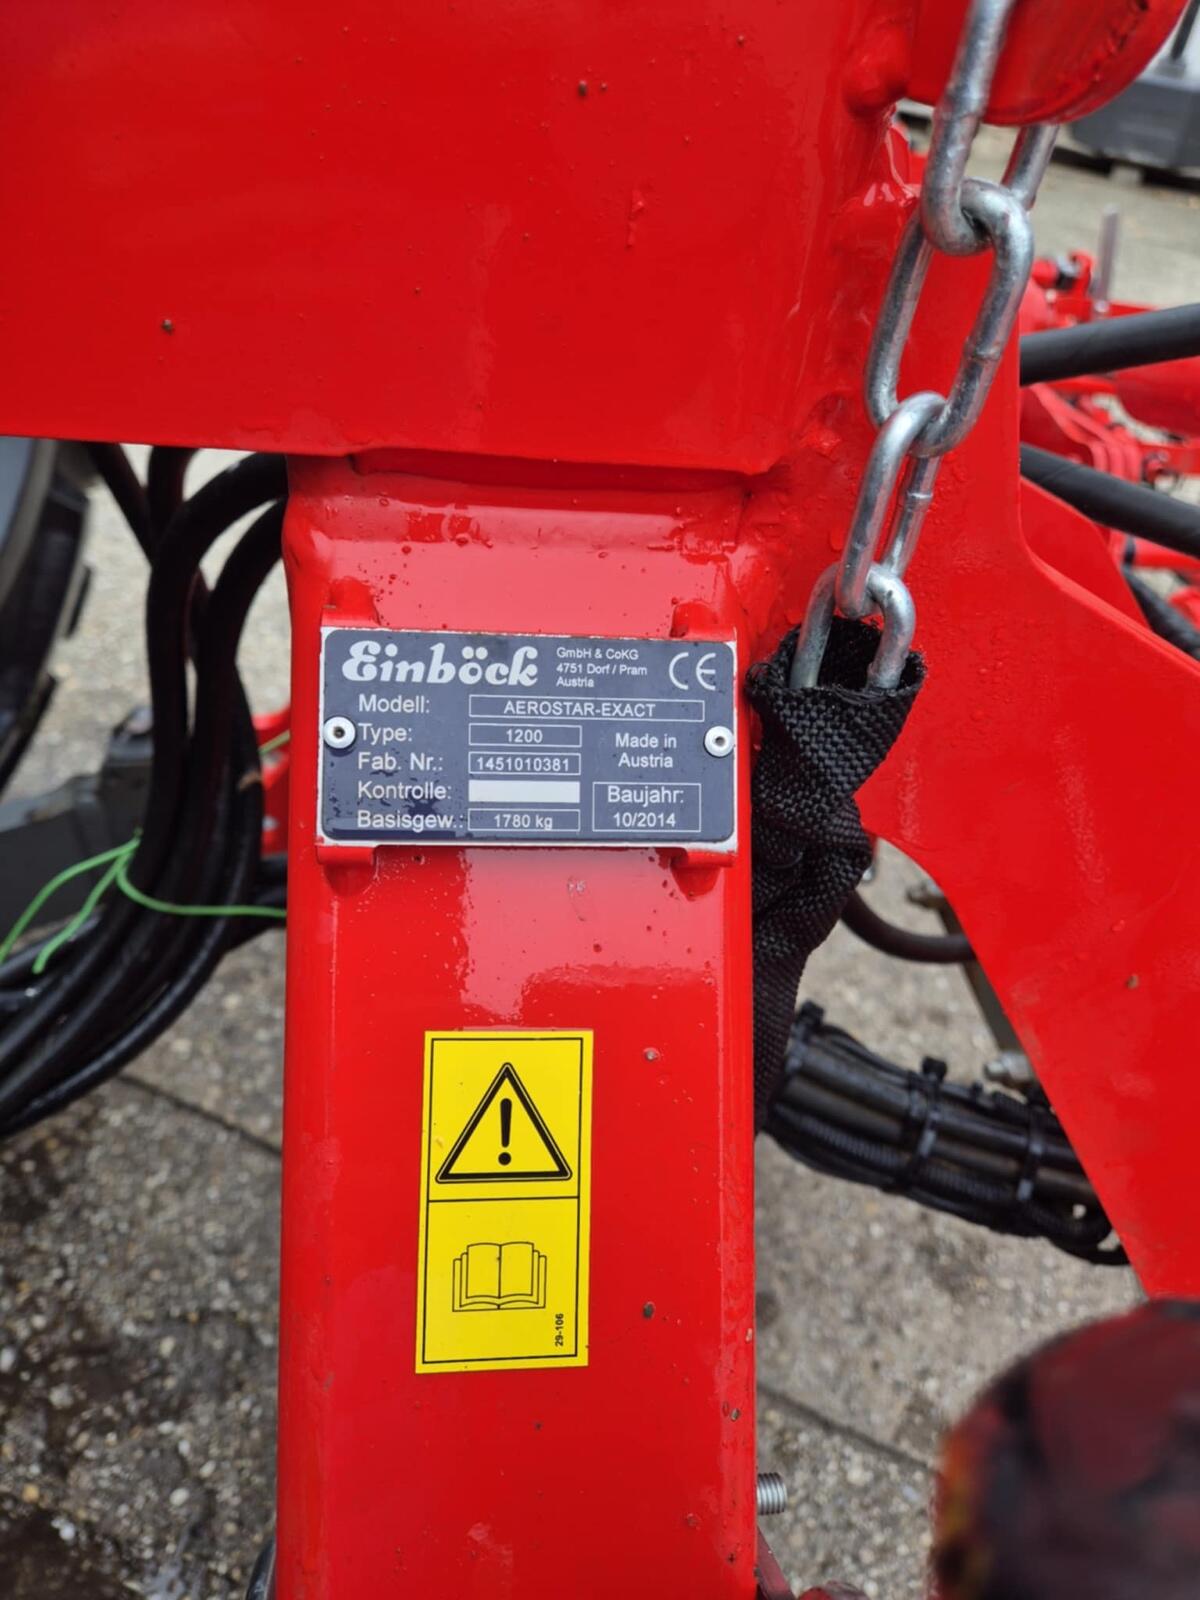 Einböck GmbH & CoKG
4751 Dorf / Pram
Austria
CE
Modell: AEROSTAR-EXACT
Type: 1200
Fab. Nr.: 1451010381
Made in
Austria
Kontrolle:
Basisgew.: 1780 kg
Baujahr:
10/2014
29-106